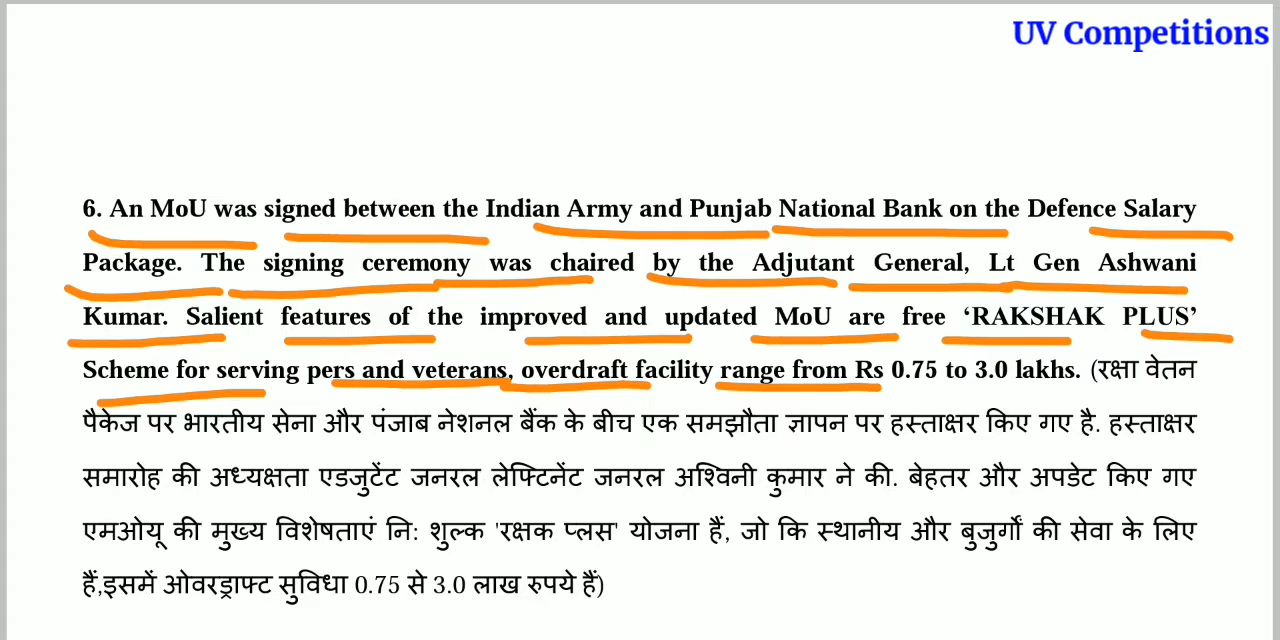 UV Competitions
6. An MoU was signed between the Indian Army and Punjab National Bank on the Defence Salary
Package. The signing ceremony was chaired by the Adjutant General, Lt Gen Ashwani
Kumar. Salient features of the improved and updated MoU are free ‘RAKSHAK PLUS’
Scheme for serving pers and veterans, overdraft facility range from Rs 0.75 to 3.0 lakhs. (रक्षा वेतन
पैकेज पर भारतीय सेना और पंजाब नेशनल बैंक के बीच एक समझौता ज्ञापन पर हस्ताक्षर किए गए है. हस्ताक्षर
समारोह की अध्यक्षता एडजुटेंट जनरल लेफ्टिनेंट जनरल अश्विनी कुमार ने की. बेहतर और अपडेट किए गए
एमओयू की मुख्य विशेषताएं नि: शुल्क 'रक्षक प्लस' योजना हैं, जो कि स्थानीय और बुजुर्गों की सेवा के लिए
हैं,इसमें ओवरड्राफ्ट सुविधा 0.75 से 3.0 लाख रुपये हैं)